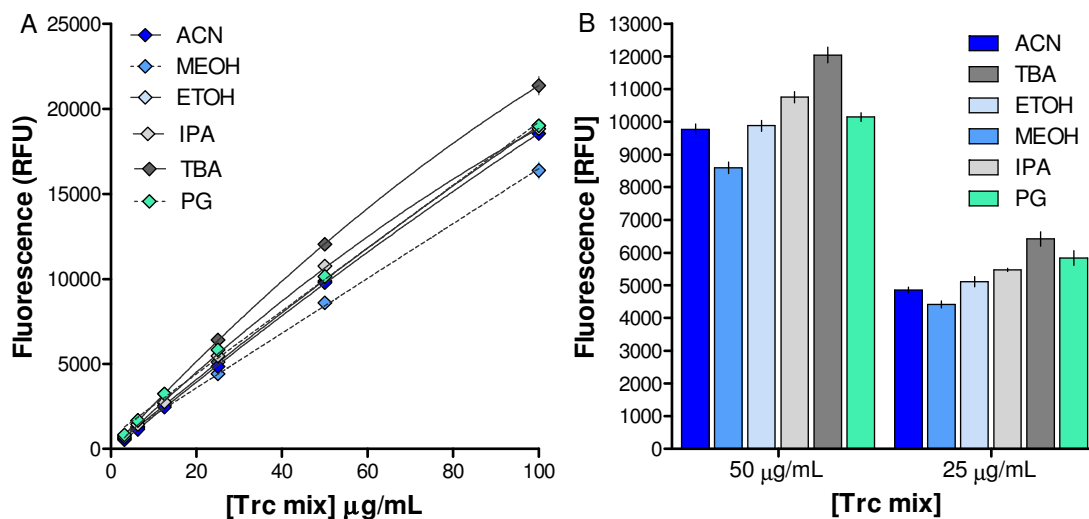 A
Fluorescence (RFU)
25000
20000
15000
10000
5000
0
ACN
MEOH
ETOH
IPA
TBA
PG
0 20 40 60 80 100
[Trc mix] μg/mL
B
Fluorescence [RFU]
13000
12000
11000
10000
9000
8000
7000
6000
5000
4000
3000
2000
1000
0
ACN
TBA
ETOH
MEOH
IPA
PG
50 μg/mL 25 μg/mL
[Trc mix]